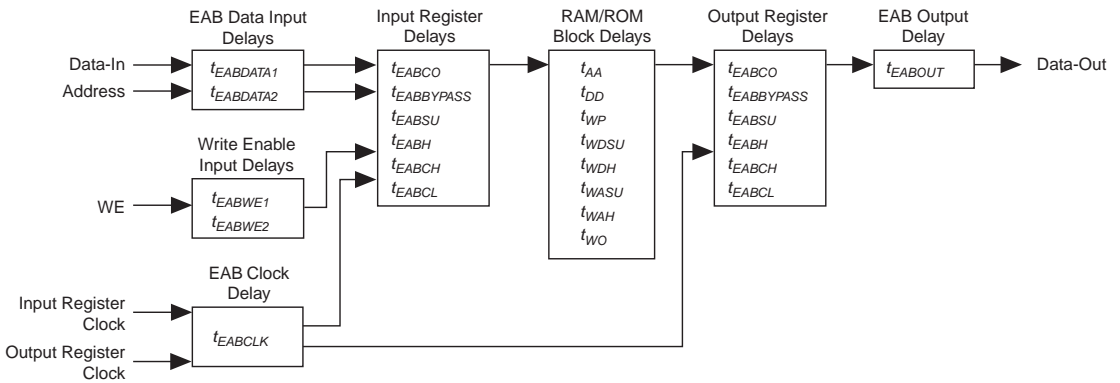 EAB Data Input
Delays
Input Register
Delays
RAM/ROM
Block Delays
Output Register
Delays
EAB Output
Delay
Data-In
Address
tEABDATA1
tEABDATA2
tEABCO
tEABBYPASS
tEABSU
tEABH
tEABCH
tEABCL
tAA
tDD
tWP
tWDSU
tWDH
tWASU
tWAH
tWO
tEABCO
tEABBYPASS
tEABSU
tEABH
tEABCH
tEABCL
tEABOUT
Data-Out
Write Enable
Input Delays
WE
tEABWE1
tEABWE2
EAB Clock
Delay
Input Register
Clock
tEABCLK
Output Register
Clock